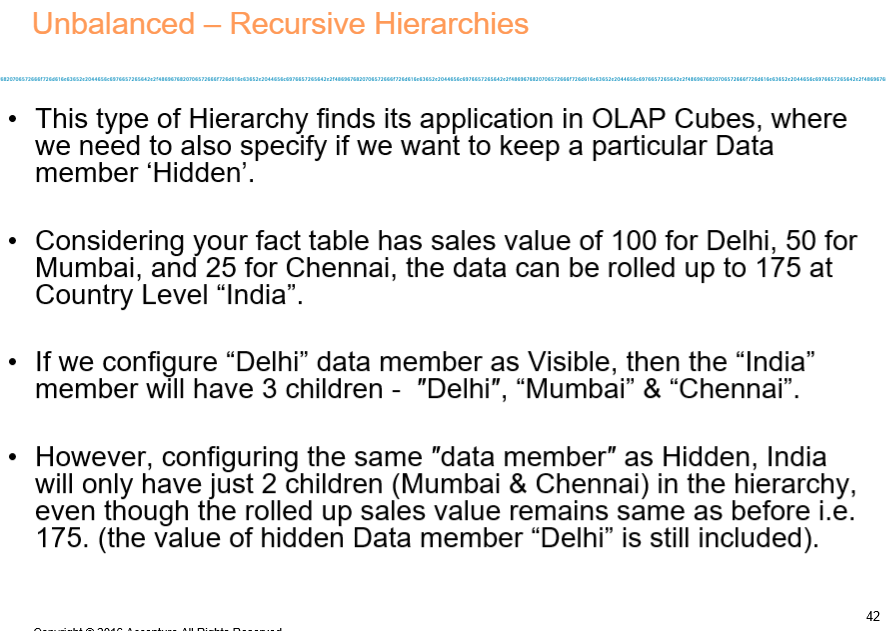 Unbalanced – Recursive Hierarchies
• This type of Hierarchy finds its application in OLAP Cubes, where
we need to also specify if we want to keep a particular Data
member ‘Hidden’.
• Considering your fact table has sales value of 100 for Delhi, 50 for
Mumbai, and 25 for Chennai, the data can be rolled up to 175 at
Country Level “India”.
• If we configure “Delhi” data member as Visible, then the “India”
member will have 3 children - "Delhi", “Mumbai” & “Chennai”.
• However, configuring the same "data member" as Hidden, India
will only have just 2 children (Mumbai & Chennai) in the hierarchy,
even though the rolled up sales value remains same as before i.e.
175. (the value of hidden Data member “Delhi” is still included).
42
Copyright © 2016 Accenture All Rights Reserved